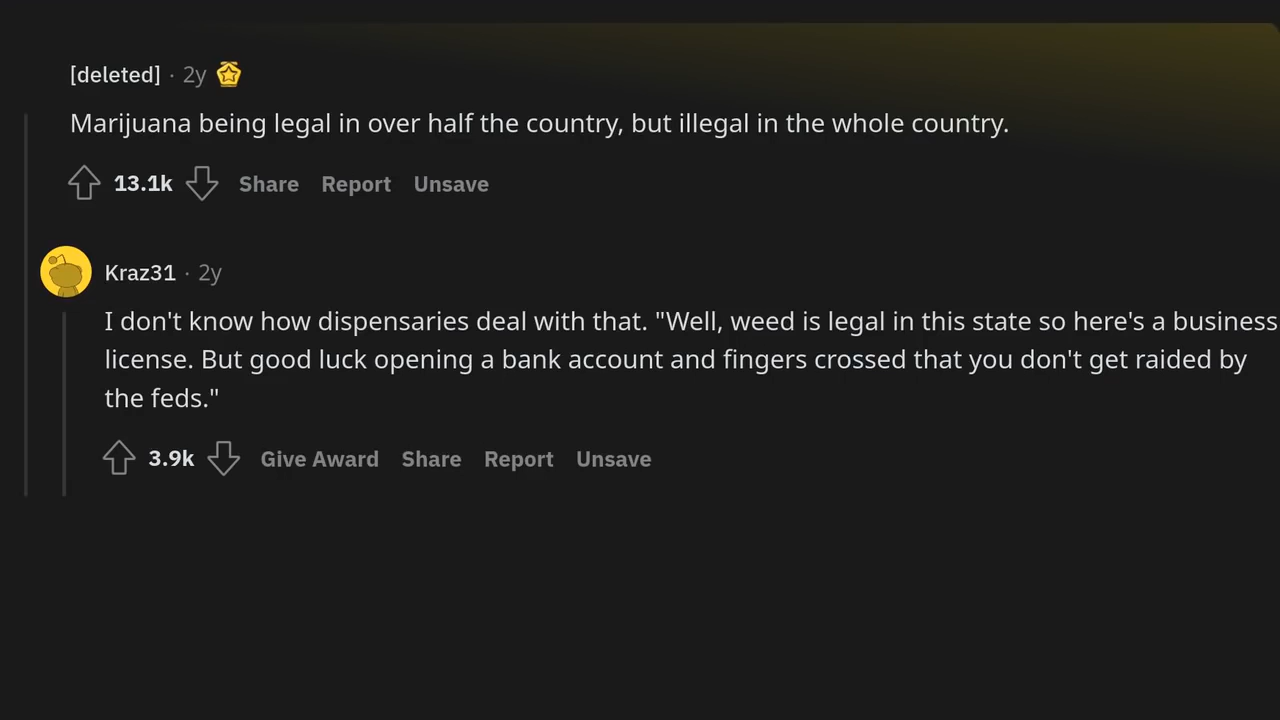 [deleted] · 2y
Marijuana being legal in over half the country, but illegal in the whole country.
13.1k Share Report Unsave
Kraz31 · 2y
I don't know how dispensaries deal with that. "Well, weed is legal in this state so here's a business
license. But good luck opening a bank account and fingers crossed that you don't get raided by
the feds."
3.9k Give Award Share Report Unsave